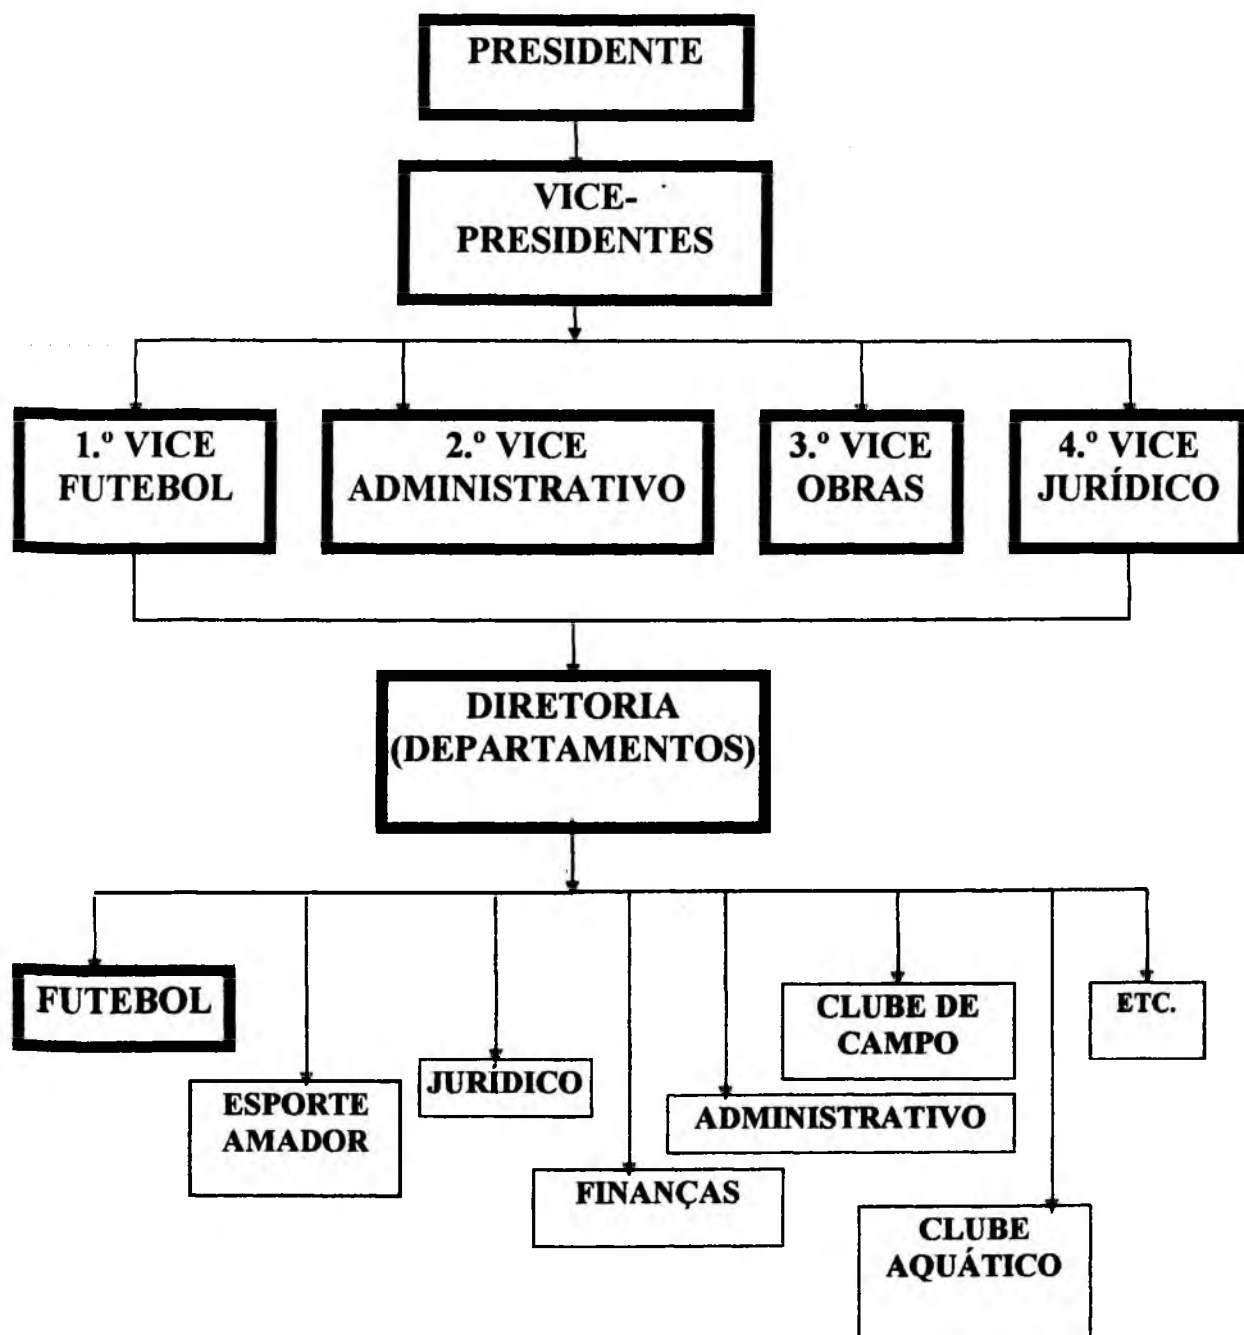 PRESIDENTE
VICE-
PRESIDENTES
1.º VICE
FUTEBOL
2.º VICE
ADMINISTRATIVO
3.º VICE
OBRAS
4.º VICE
JURÍDICO
DIRETORIA
(DEPARTAMENTOS)
FUTEBOL
ESPORTE
AMADOR
JURÍDICO
FINANÇAS
ADMINISTRATIVO
CLUBE DE
CAMPO
CLUBE
AQUÁTICO
ETC.